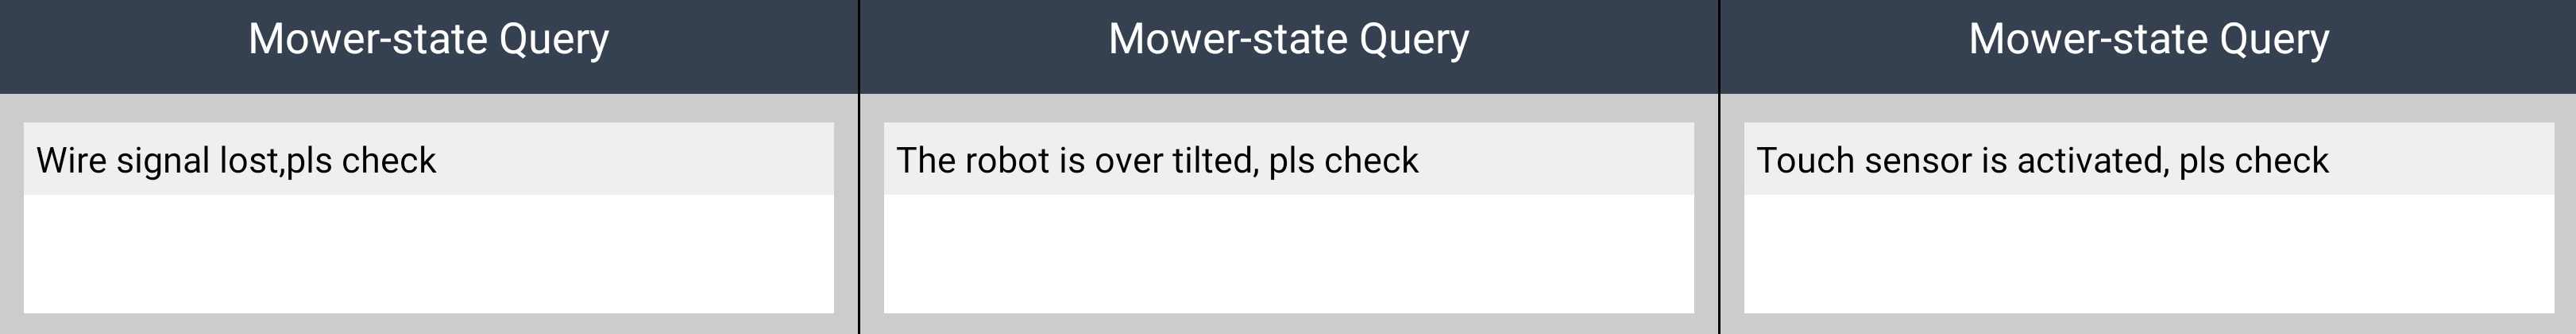 Mower-state Query
Wire signal lost,pls check
Mower-state Query
The robot is over tilted, pls check
Mower-state Query
Touch sensor is activated, pls check